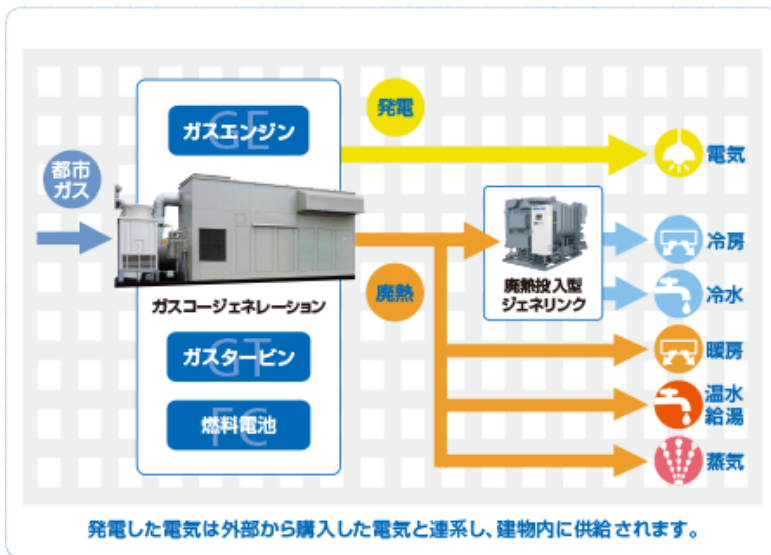 発電
GE
ガスエンジン
電気
都市
ガス
冷房
廃熱
廃熱投入型
ジェネリンク
冷水
ガスコージェネレーション
GT
ガスタービン
暖房
FC
燃料電池
温水
給湯
蒸気
発電した電気は外部から購入した電気と連系し、建物内に供給されます。